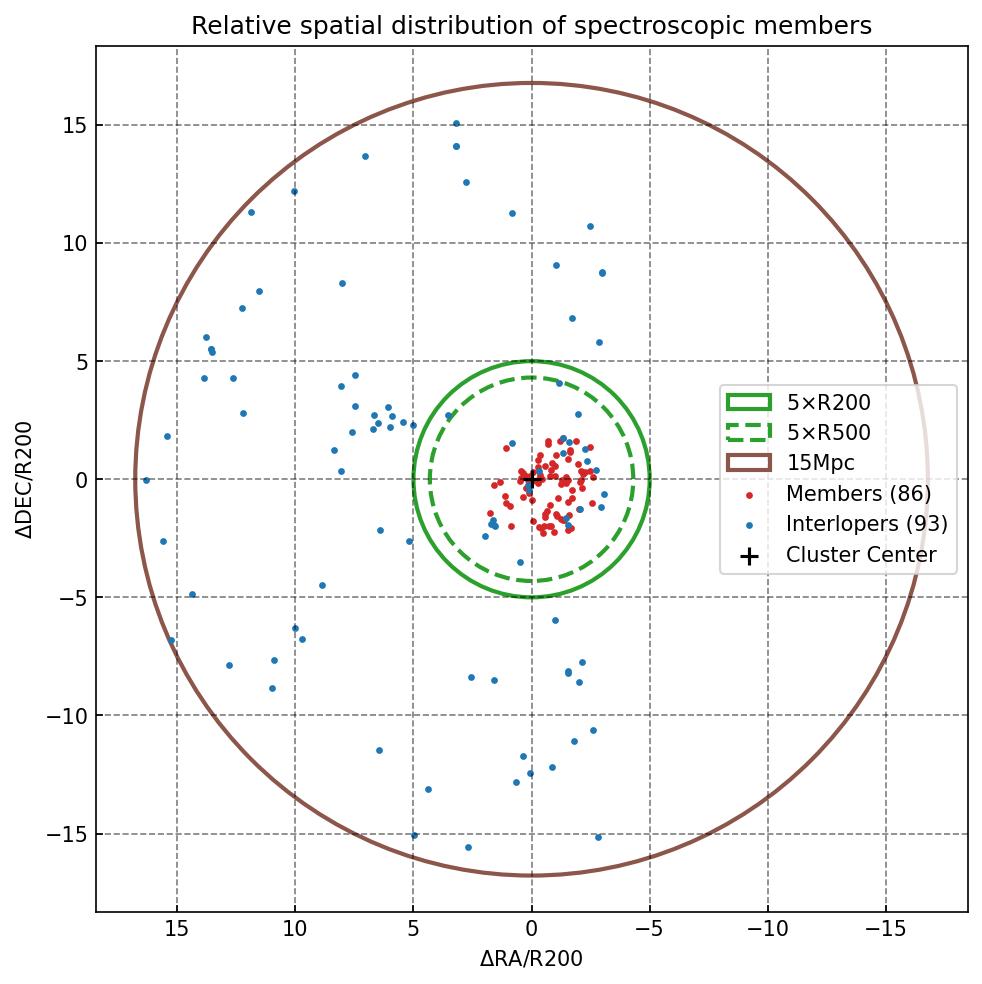 Relative spatial distribution of spectroscopic members
ΔDEC/R200
15
10
5
0
−5
−10
−15
5×R200
5×R500
15Mpc
Members (86)
Interlopers (93)
Cluster Center
15
10
5
0
−5
−10
−15
ΔRA/R200